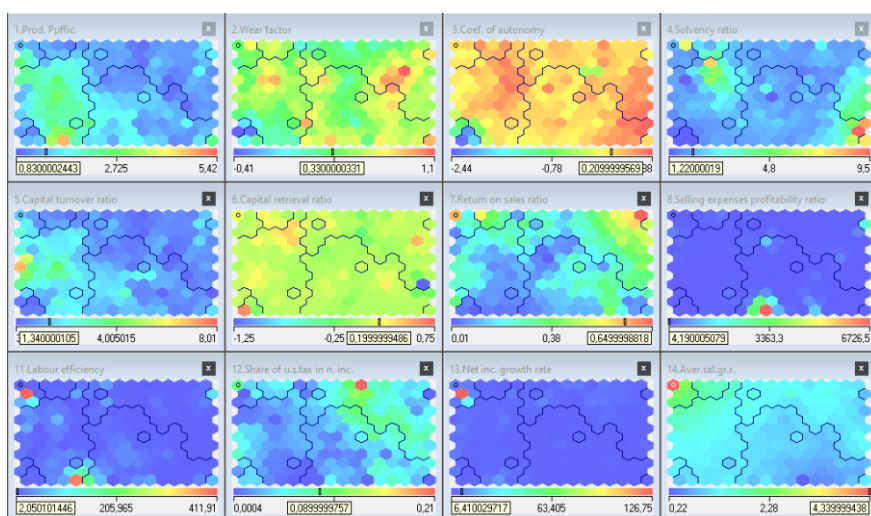 1.Prod. Pµffic.
2.Wear factor
3.Coef. of autonomy
4.Solvency ratio
x
x
x
x
0,8300002443 2,725 5,42
-0,41 0,3300000331 1,1
-2,44 -0,78 0,2099999569
1,22000019 4,8 9,5
5.Capital turnover ratio
6.Capital retrieval ratio
7.Return on sales ratio
8.Selling expenses profitability ratio
x
x
x
x
1,340000105 4,005015 8,01
-1,25 -0,25 0,1999999486 0,75
0,01 0,38 0,6499998818
4,190005079 3363,3 6726,5
11.Labour efficiency
12.Share of u.s.tax in n. inc.
13.Net inc. growth rate
14.Aver.sal.gr.r.
x
x
x
x
2,050101446 205,965 411,91
0,0004 0,0899999757 0,21
6,410029717 63,405 126,75
0,22 2,28 4,339999438